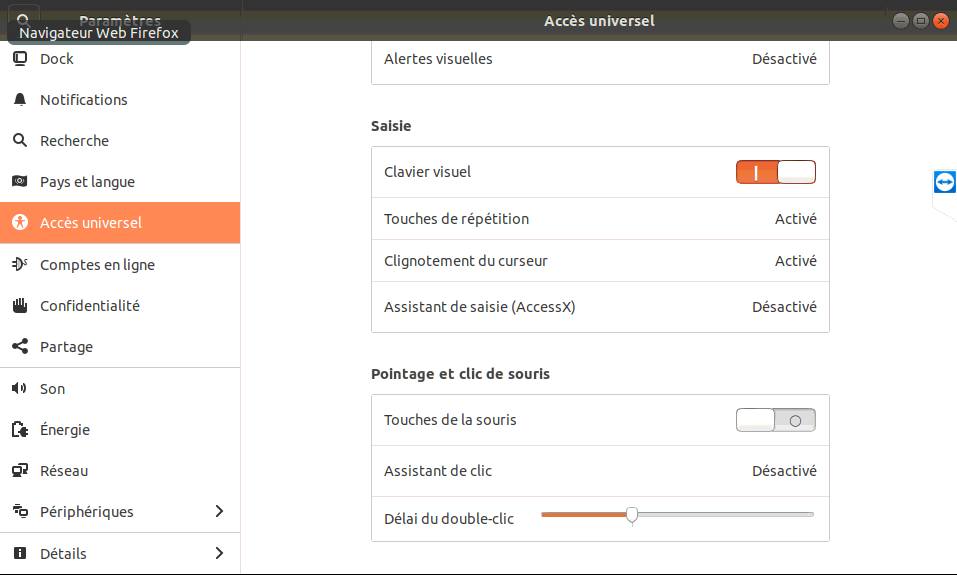 Paramètres
Accès universel
Navigateur Web Firefox
Dock
Notifications
Recherche
Pays et langue
Accès universel
Comptes en ligne
Confidentialité
Partage
Son
Énergie
Réseau
Périphériques
Détails
Alertes visuelles Désactivé
Saisie
Clavier visuel
Touches de répétition Activé
Clignotement du curseur Activé
Assistant de saisie (AccessX) Désactivé
Pointage et clic de souris
Touches de la souris
Assistant de clic Désactivé
Délai du double-clic